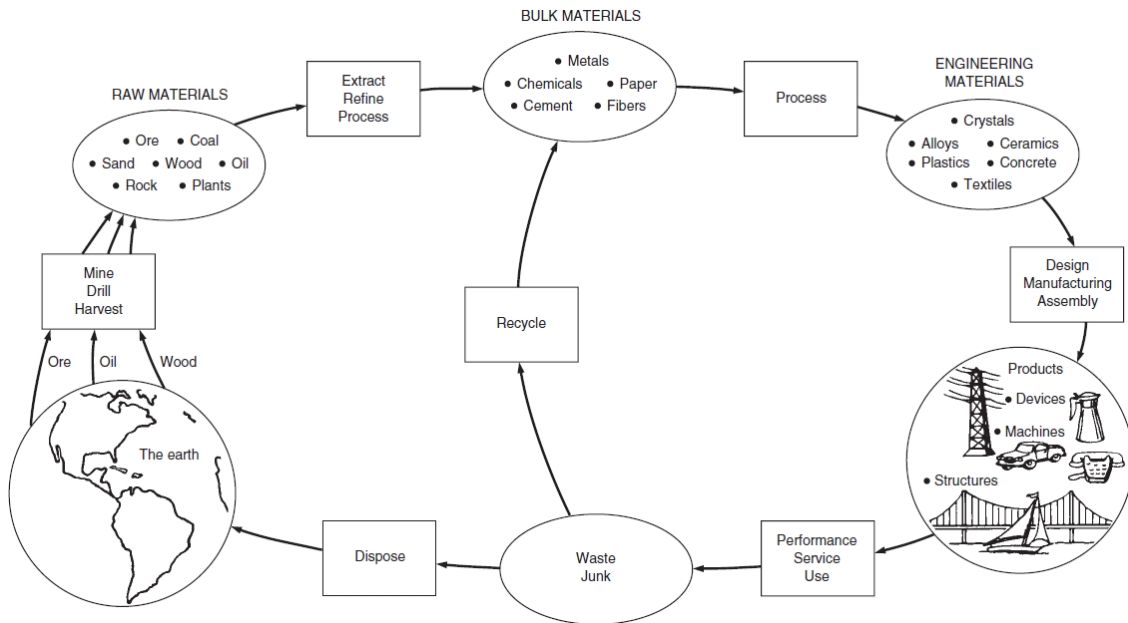 BULK MATERIALS
• Metals
• Chemicals • Paper
• Cement • Fibers
Extract
Refine
Process
RAW MATERIALS
• Ore • Coal
• Sand • Wood • Oil
• Rock • Plants
Process
ENGINEERING
MATERIALS
• Crystals
• Alloys • Ceramics
• Plastics • Concrete
• Textiles
Mine
Drill
Harvest
Ore Oil Wood
The earth
Recycle
Design
Manufacturing
Assembly
Products
• Devices
• Machines
• Structures
Dispose
Waste
Junk
Performance
Service
Use